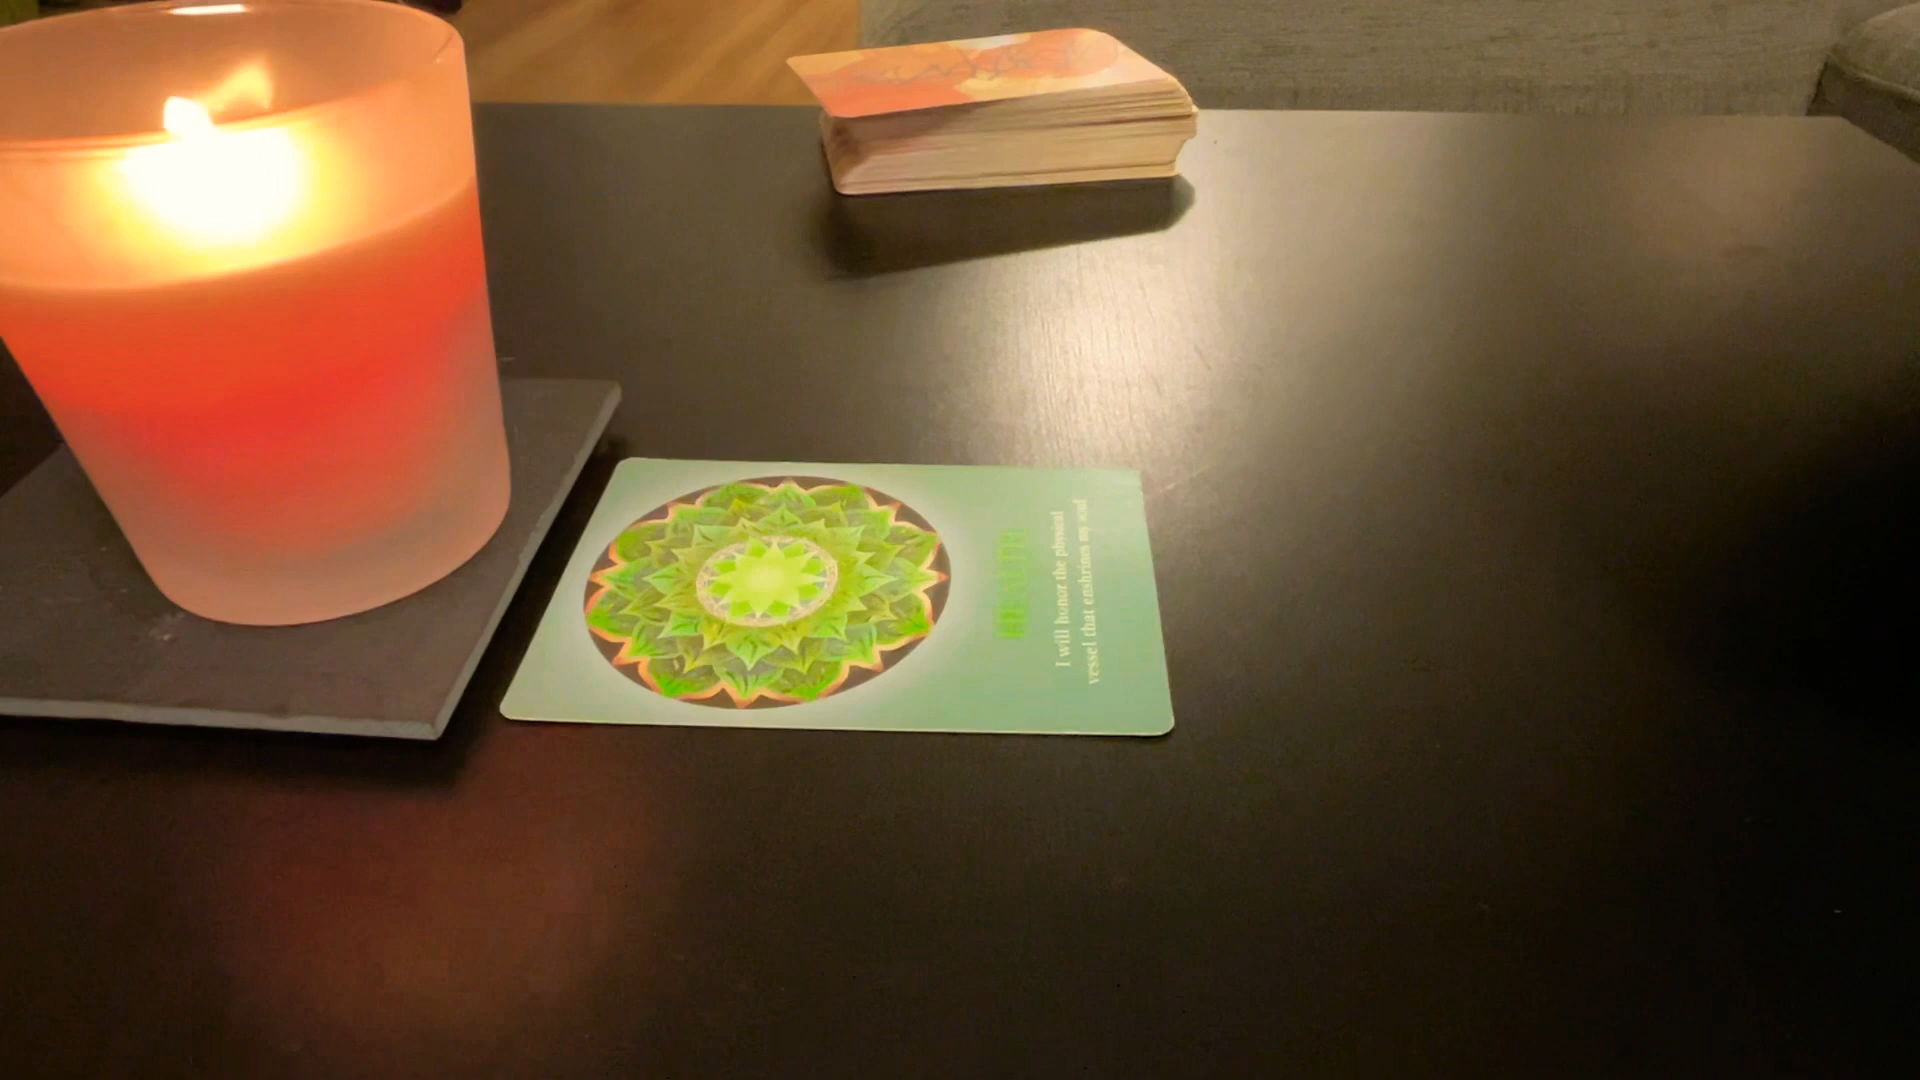 I will honor the physical
vessel that enshrines my soul